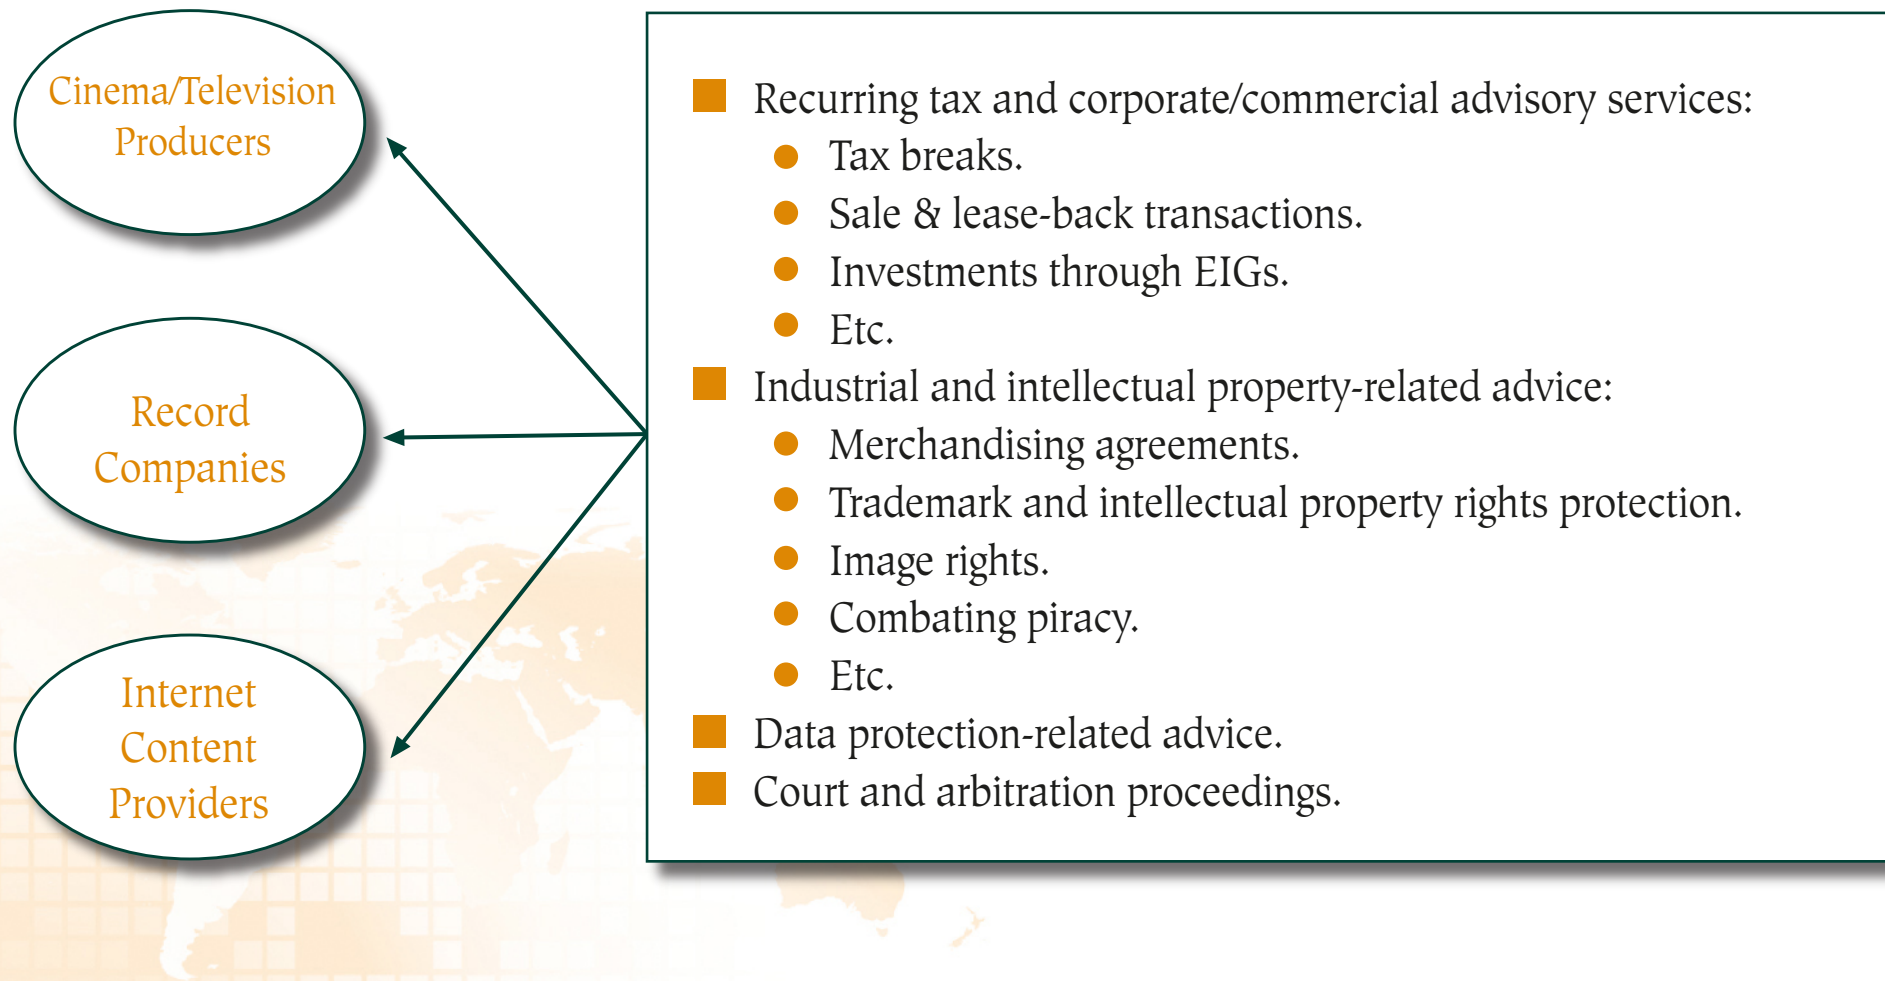 Cinema/Television
Producers
Record
Companies
Internet
Content
Providers
Recurring tax and corporate/commercial advisory services:
Tax breaks.
Sale & lease-back transactions.
Investments through EIGs.
Etc.
Industrial and intellectual property-related advice:
Merchandising agreements.
Trademark and intellectual property rights protection.
Image rights.
Combating piracy.
Etc.
Data protection-related advice.
Court and arbitration proceedings.